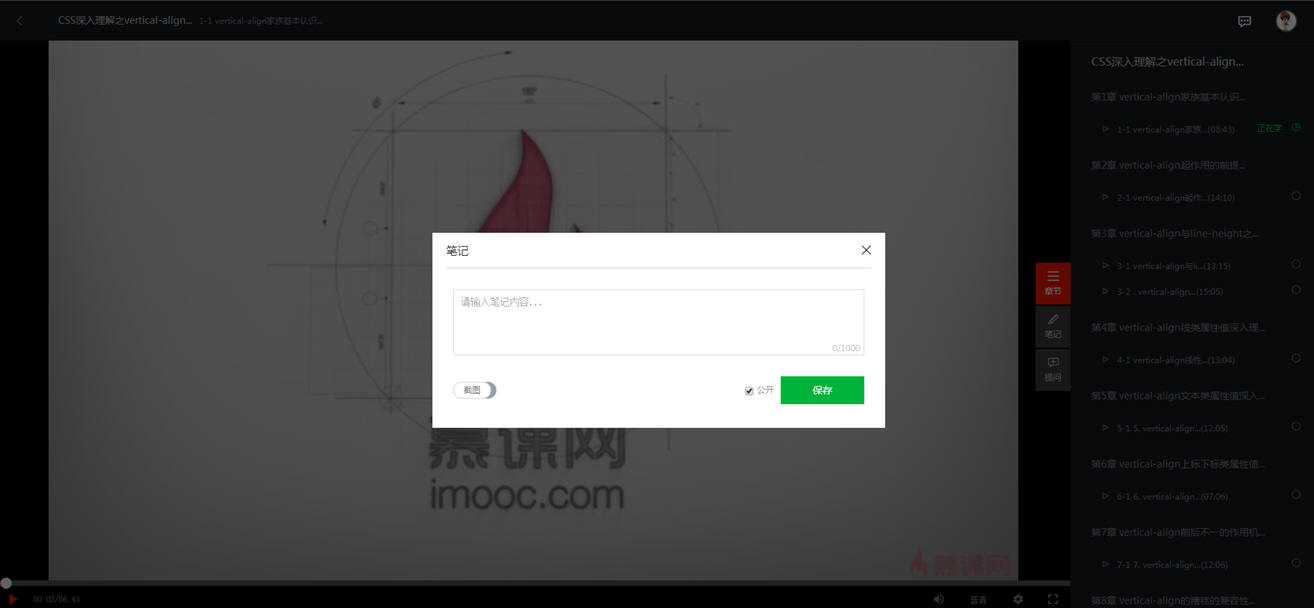 CSS深入理解之vertical-align... 1-1 vertical-align家族基本认识...
180°
笔记
请输入笔记内容...
0/1000
截图
公开
保存
慕课网
imooc.com
慕课网
00:02/08:43
普清
章节
笔记
提问
CSS深入理解之vertical-align...
第1章 vertical-align家族基本认识...
1-1 vertical-align家族...(08:43) 正在学
第2章 vertical-align起作用的前提...
2-1 vertical-align起作...(14:10)
第3章 vertical-align与line-height之...
3-1 vertical-align与li...(13:15)
3-2 . vertical-align...(15:05)
第4章 vertical-align线类属性值深入理...
4-1 vertical-align线性...(13:04)
第5章 vertical-align文本类属性值深入...
5-1 5. vertical-align...(12:05)
第6章 vertical-align上标下标类属性值...
6-1 6. vertical-align...(07:06)
第7章 vertical-align前后不一的作用机...
7-1 7. vertical-align...(12:06)
第8章 vertical-align的糟糕的兼容性...